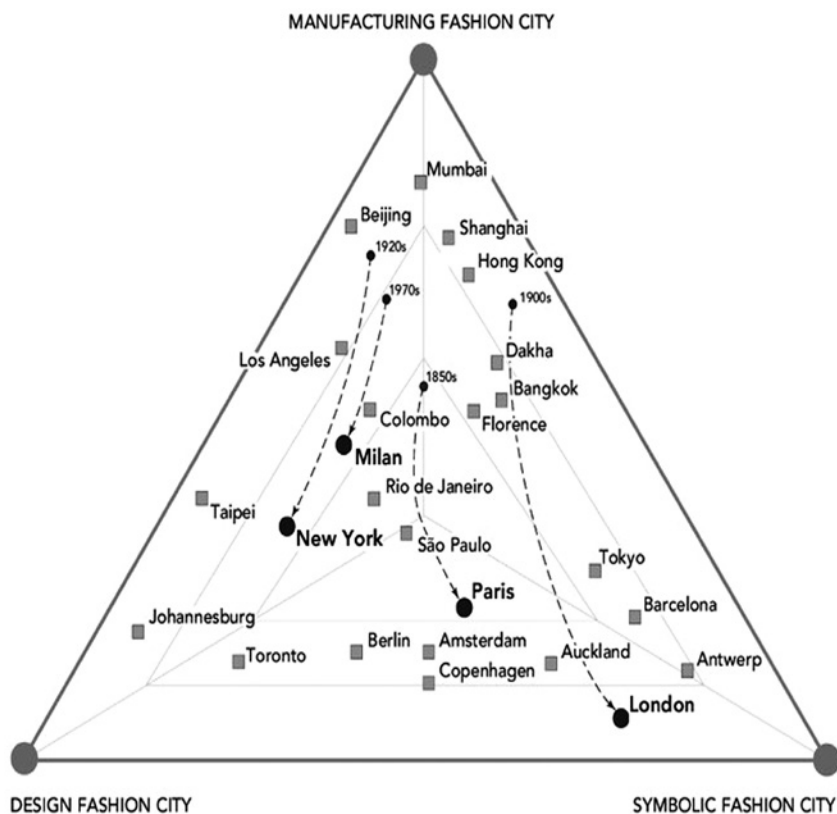 MANUFACTURING FASHION CITY
Mumbai
Beijing
Shanghai
1920s
Hong Kong
1970s
1900s
Los Angeles
Dakha
1850s
Bangkok
Colombo
Florence
Milan
Rio de Janeiro
Taipei
New York
São Paulo
Tokyo
Paris
Barcelona
Johannesburg
Berlin
Amsterdam
Toronto
Auckland
Antwerp
Copenhagen
London
DESIGN FASHION CITY
SYMBOLIC FASHION CITY